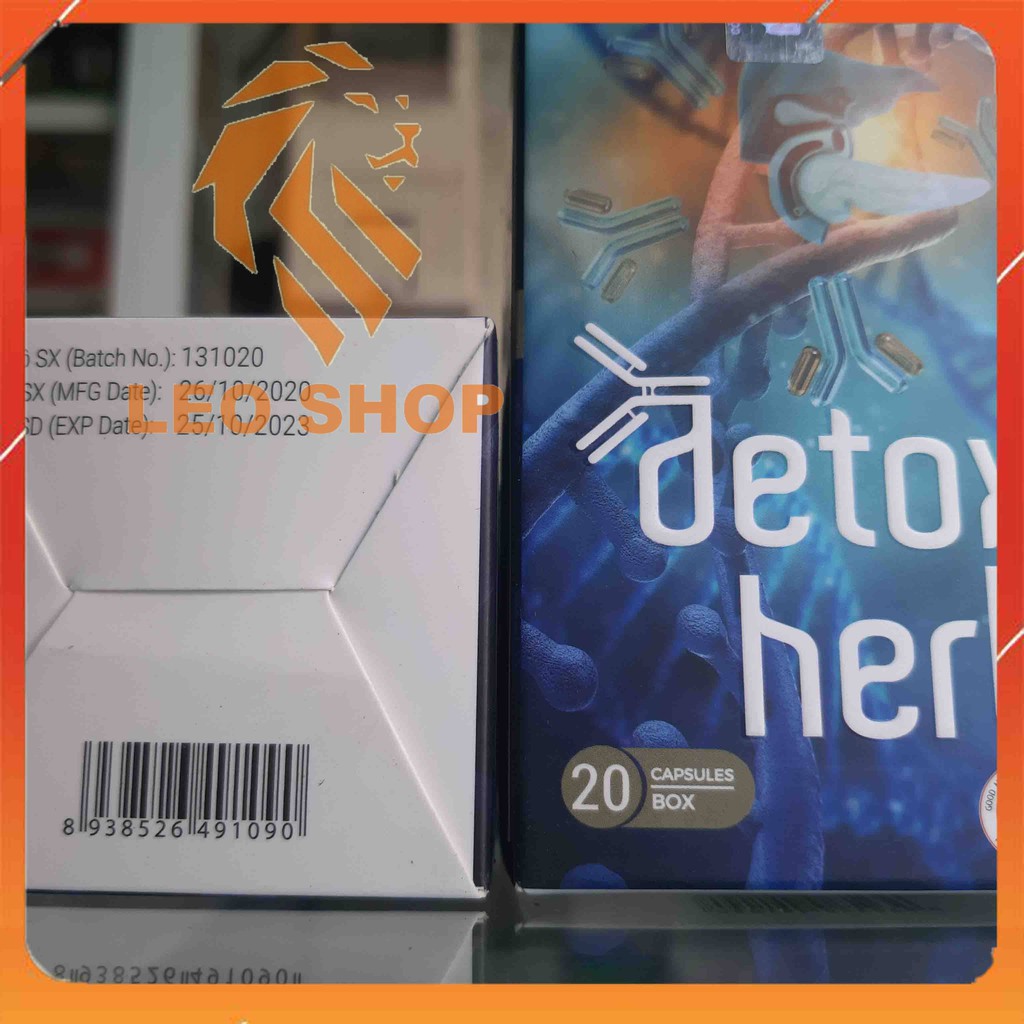 SX (Batch No.): 131020
SX (MFG Date): 26/10/2020
SD (EXP Date): 25/10/2023
LEO SHOP
8 938526 491090
detox
her
20 CAPSULES
BOX
GOOD